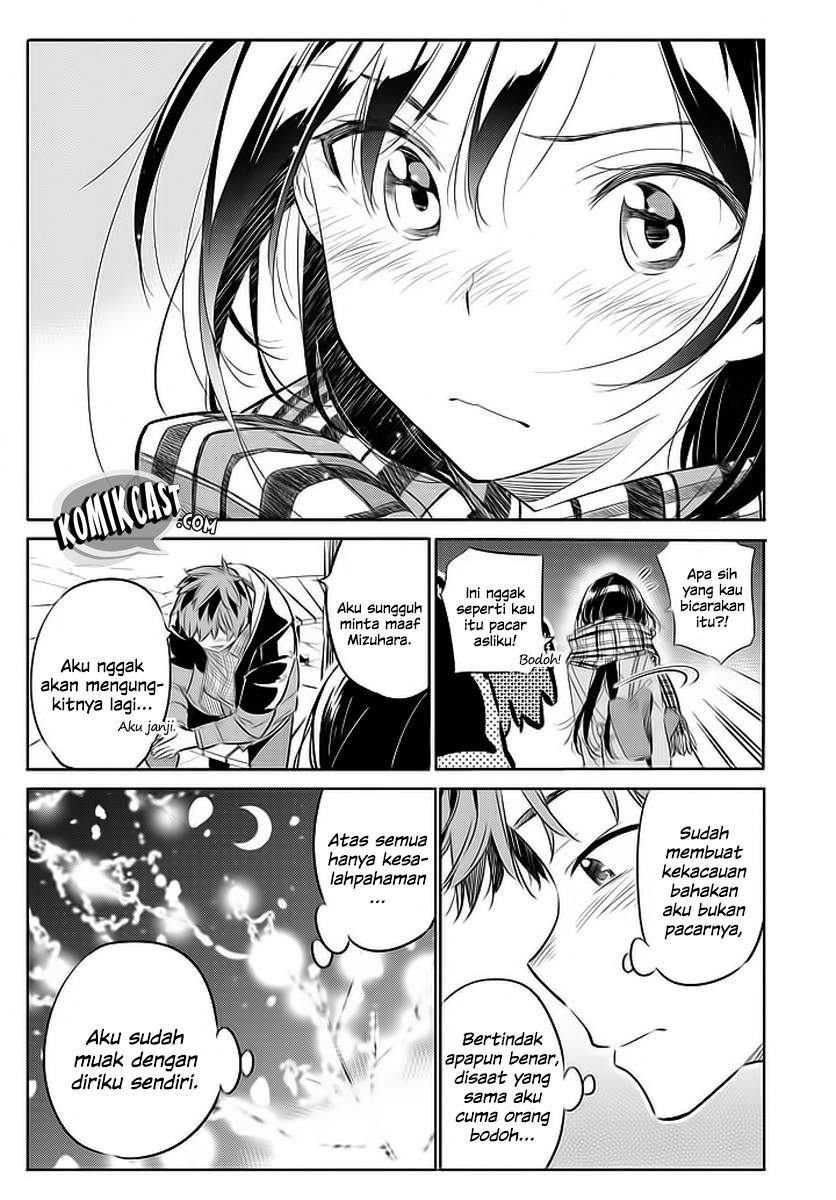 KOMIKCAST
.COM
Apa sih
yang kau
bicarakan
itu?!
Ini nggak
seperti kau
itu pacar
asliku!
Bodoh!
Aku sungguh
minta maaf
Mizuhara.
Aku nggak
akan mengung-
kitnya lagi...
Aku janji.
Sudah
membuat
kekacauan
bahakan
aku bukan
pacarnya,
Bertindak
apapun benar,
disaat yang
sama aku
cuma orang
bodoh...
Atas semua
hanya kesa-
lahpahaman
...
Aku sudah
muak dengan
diriku sendiri.